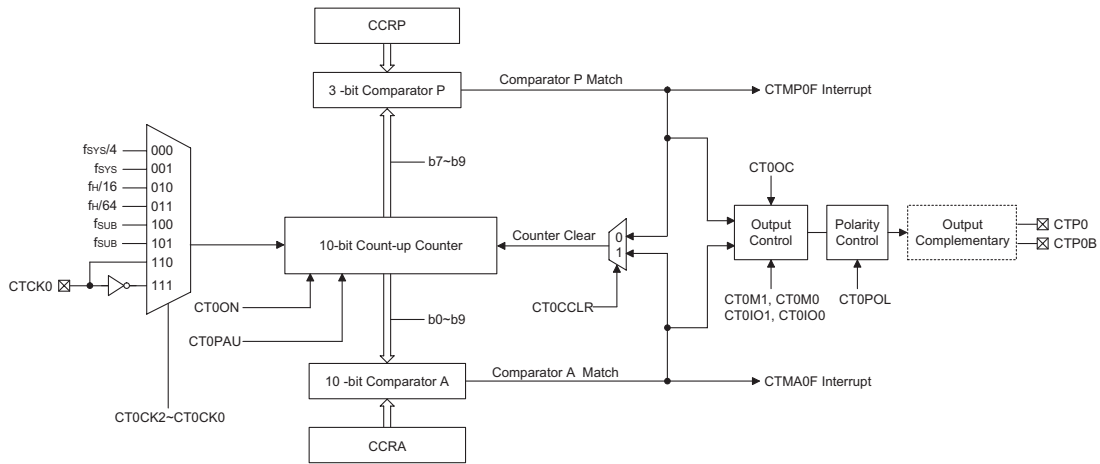 CCRP
3 -bit Comparator P
Comparator P Match
CTMP0F Interrupt
b7~b9
fSYS/4
fSYS
fH/16
fH/64
fSUB
fSUB
000
001
010
011
100
101
110
111
CTCK0
10-bit Count-up Counter
Counter Clear
0
1
CT0OC
Output
Control
Polarity
Control
Output
Complementary
CTP0
CTP0B
CT0ON
CT0PAU
b0~b9
CT0CCLR
CT0M1, CT0M0
CT0IO1, CT0IO0
CT0POL
10 -bit Comparator A
Comparator A Match
CTMA0F Interrupt
CT0CK2~CT0CK0
CCRA